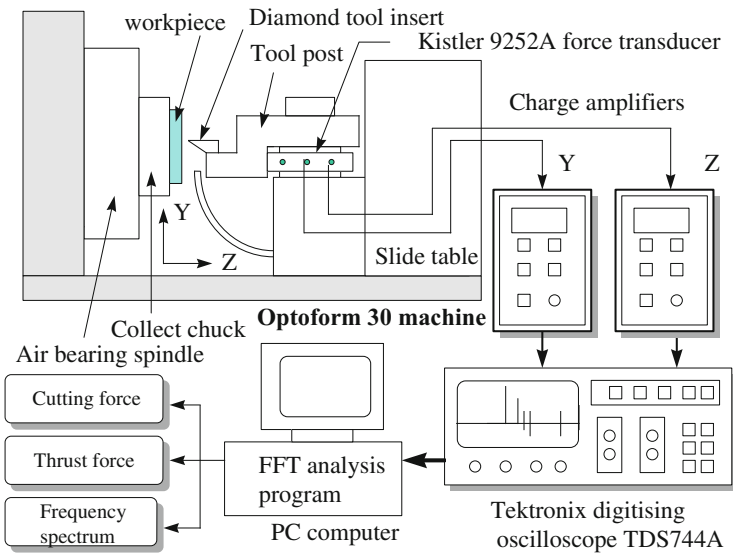 Diamond tool insert
workpiece
Kistler 9252A force transducer
Tool post
Charge amplifiers
Y
Z
Y
Z
Slide table
Optoform 30 machine
Collect chuck
Air bearing spindle
Cutting force
Thrust force
Frequency
spectrum
FFT analysis
program
PC computer
Tektronix digitising
oscilloscope TDS744A